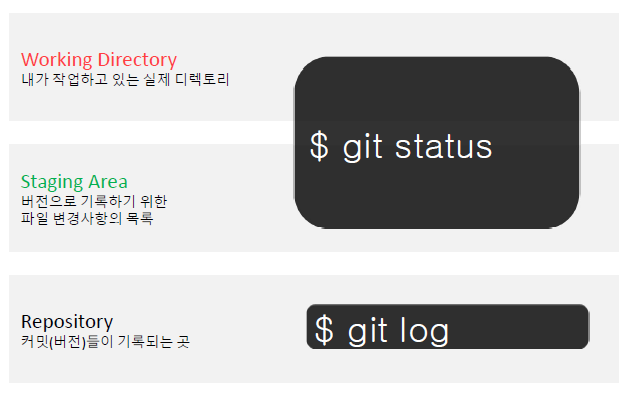 Working Directory
내가 작업하고 있는 실제 디렉토리
$ git status
Staging Area
버전으로 기록하기 위한
파일 변경사항의 목록
Repository
커밋(버전)들이 기록되는 곳
$ git log